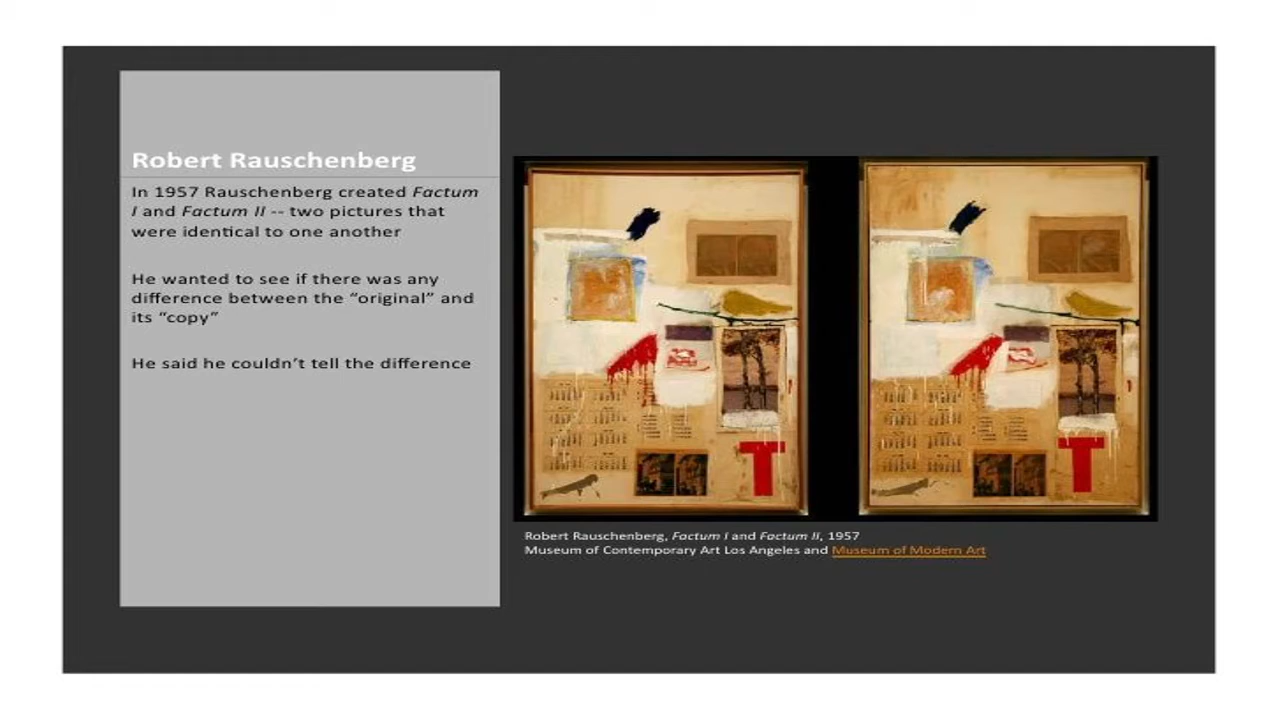 Robert Rauschenberg
In 1957 Rauschenberg created Factum
I and Factum II -- two pictures that
were identical to one another
He wanted to see if there was any
difference between the “original” and
its “copy”
He said he couldn’t tell the difference
T
T
Robert Rauschenberg, Factum I and Factum II, 1957
Museum of Contemporary Art Los Angeles and Museum of Modern Art